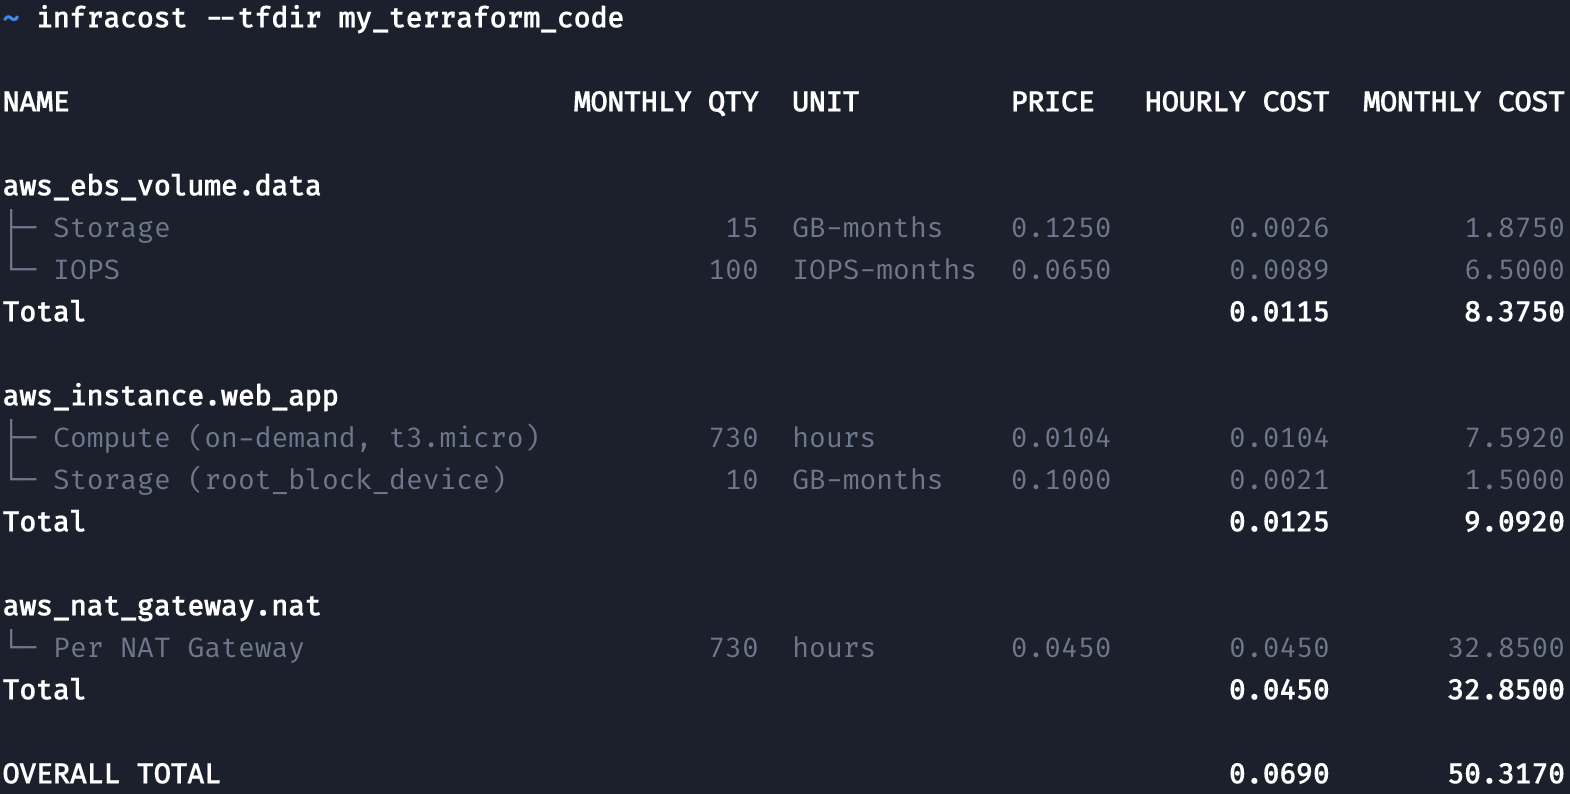 ~ infracost --tfdir my_terraform_code
NAME MONTHLY QTY UNIT PRICE HOURLY COST MONTHLY COST
aws_ebs_volume.data
├─ Storage 15 GB-months 0.1250 0.0026 1.8750
└─ IOPS 100 IOPS-months 0.0650 0.0089 6.5000
Total 0.0115 8.3750
aws_instance.web_app
├─ Compute (on-demand, t3.micro) 730 hours 0.0104 0.0104 7.5920
└─ Storage (root_block_device) 10 GB-months 0.1000 0.0021 1.5000
Total 0.0125 9.0920
aws_nat_gateway.nat
└─ Per NAT Gateway 730 hours 0.0450 0.0450 32.8500
Total 0.0450 32.8500
OVERALL TOTAL 0.0690 50.3170